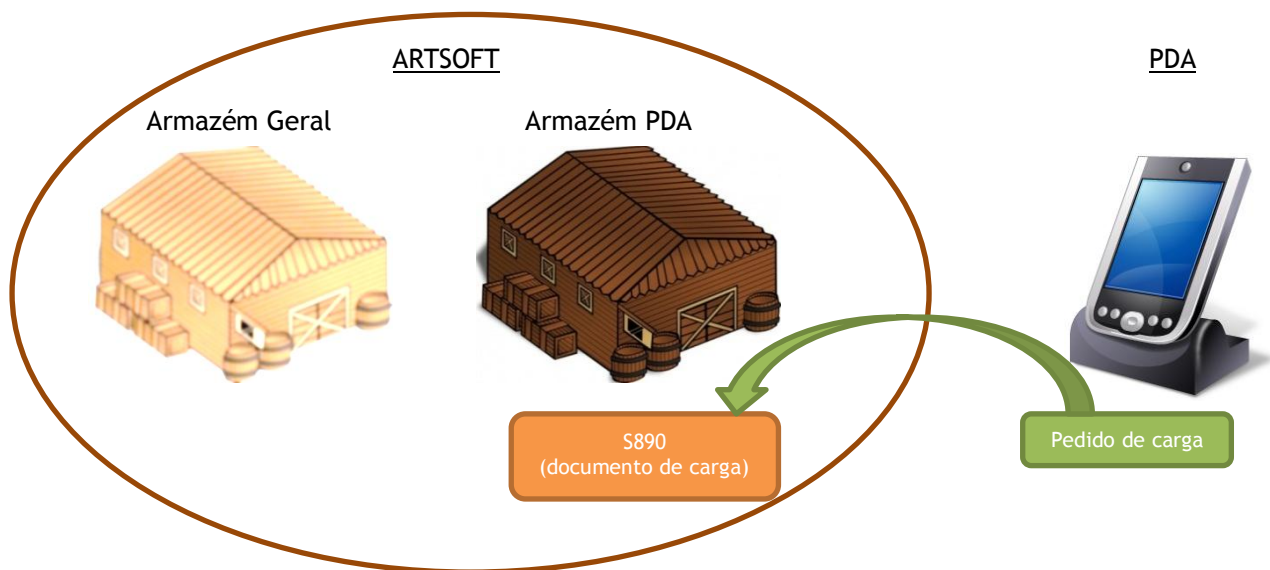 ARTSOFT
PDA
Armazém Geral
Armazém PDA
S890
(documento de carga)
Pedido de carga